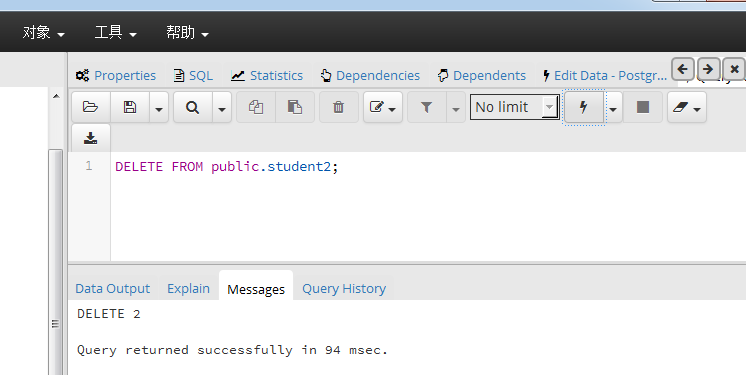 对象 工具 帮助
Properties SQL Statistics Dependencies Dependents Edit Data - Postgr...
No limit
1 DELETE FROM public.student2;
Data Output Explain Messages Query History
DELETE 2
Query returned successfully in 94 msec.